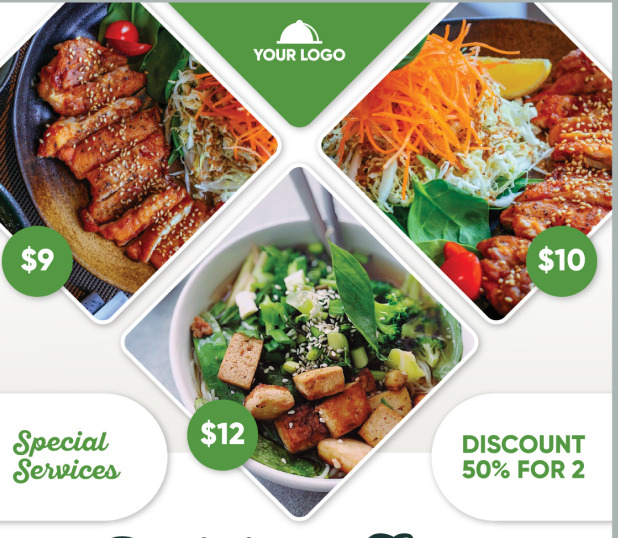 YOUR LOGO
$9
$10
$12
Special
Services
DISCOUNT
50% FOR 2